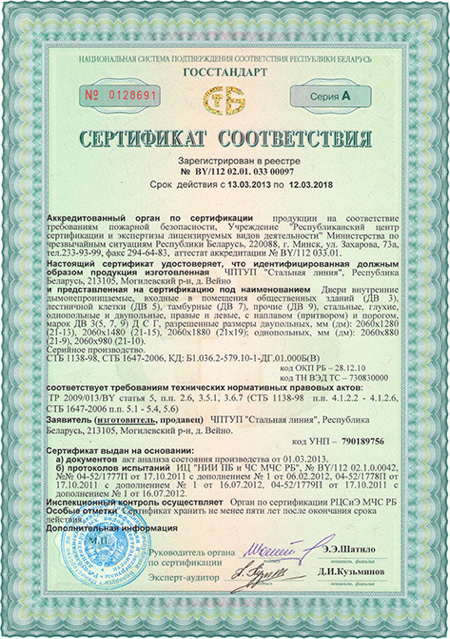 НАЦИОНАЛЬНАЯ СИСТЕМА ПОДТВЕРЖДЕНИЯ СООТВЕТСТВИЯ РЕСПУБЛИКИ БЕЛАРУСЬ
ГОССТАНДАРТ
№ 0128691
СТБ
Серия А
СЕРТИФИКАТ СООТВЕТСТВИЯ
Зарегистрирован в реестре
№ BY/112 02.01. 033 00097
Срок действия с 13.03.2013 по 12.03.2018
Аккредитованный орган по сертификации продукции на соответствие
требованиям пожарной безопасности, Учреждение "Республиканский центр
сертификации и экспертизы лицензируемых видов деятельности" Министерства по
чрезвычайным ситуациям Республики Беларусь, 220088, г. Минск, ул. Захарова, 73а,
тел.233-93-99, факс 294-64-83, аттестат аккредитации № BY/112 033.01.
Настоящий сертификат удостоверяет, что идентифицированная должным
образом продукция изготовленная ЧПТУП "Стальная линия", Республика
Беларусь, 213105, Могилевский р-н, д. Вейно.
и представленная на сертификацию под наименованием Двери внутренние
дымонепроницаемые, входные в помещения общественных зданий (ДВ 3),
лестничной клетки (ДВ 5), тамбурные (ДВ 7), прочие (ДВ 9), стальные, глухие,
однопольные и двупольные, правые и левые, с наплавом (притвором) и порогом,
марок ДВ 3(5, 7, 9) Д С Г, разрешенные размеры двупольных, мм (дм): 2060х1280
(21-13), 2060х1480 (21-15), 2060х1880 (21х19); однопольных, мм (дм): 2060х880
(21-9), 2060х980 (21-10).
Серийное производство.
СТБ 1138-98, СТБ 1647-2006, КД: Б1.036.2-579.10-1-ДГ.01.000Б(В)
код ОКП РБ – 28.12.10
код ТН ВЭД ТС – 730830000
соответствует требованиям технических нормативных правовых актов:
ТР 2009/013/BY статья 5, п.п. 2.6, 3.5.1, 3.6.7 (СТБ 1138-98 п.п. 4.1.2.2 - 4.1.2.6,
СТБ 1647-2006 п.п. 5.1 - 5.4, 5.6)
Заявитель (изготовитель, продавец) ЧПТУП "Стальная линия", Республика
Беларусь, 213105, Могилевский р-н, д. Вейно.
код УНП – 790189756
Сертификат выдан на основании:
а) документов акт анализа состояния производства от 01.03.2013.
б) протоколов испытаний ИЦ "НИИ ПБ и ЧС МЧС РБ", № BY/112 02.1.0.0042,
№№ 04-52/1777П от 17.10.2011 с дополнением № 1 от 06.02.2012, 04-52/1775П от
17.10.2011 с дополнением № 1 от 16.07.2012, 04-52/1779П от 17.10.2011 с
дополнением № 1 от 16.07.2012.
Инспекционный контроль осуществляет Орган по сертификации РЦСиЭ МЧС РБ
Особые отметки Сертификат хранить не менее пяти лет после окончания срока
действия.
Дополнительная информация
М.П.
Руководитель органа
по сертификации
Э.Э.Шатило
Эксперт-аудитор
Д.И.Кузьминов